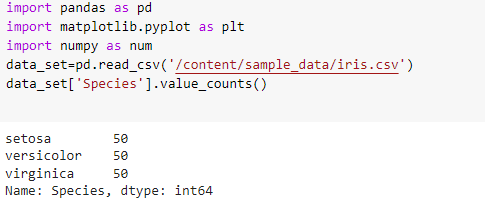 import pandas as pd
import matplotlib.pyplot as plt
import numpy as num
data_set=pd.read_csv('/content/sample_data/iris.csv')
data_set['Species'].value_counts()
setosa 50
versicolor 50
virginica 50
Name: Species, dtype: int64